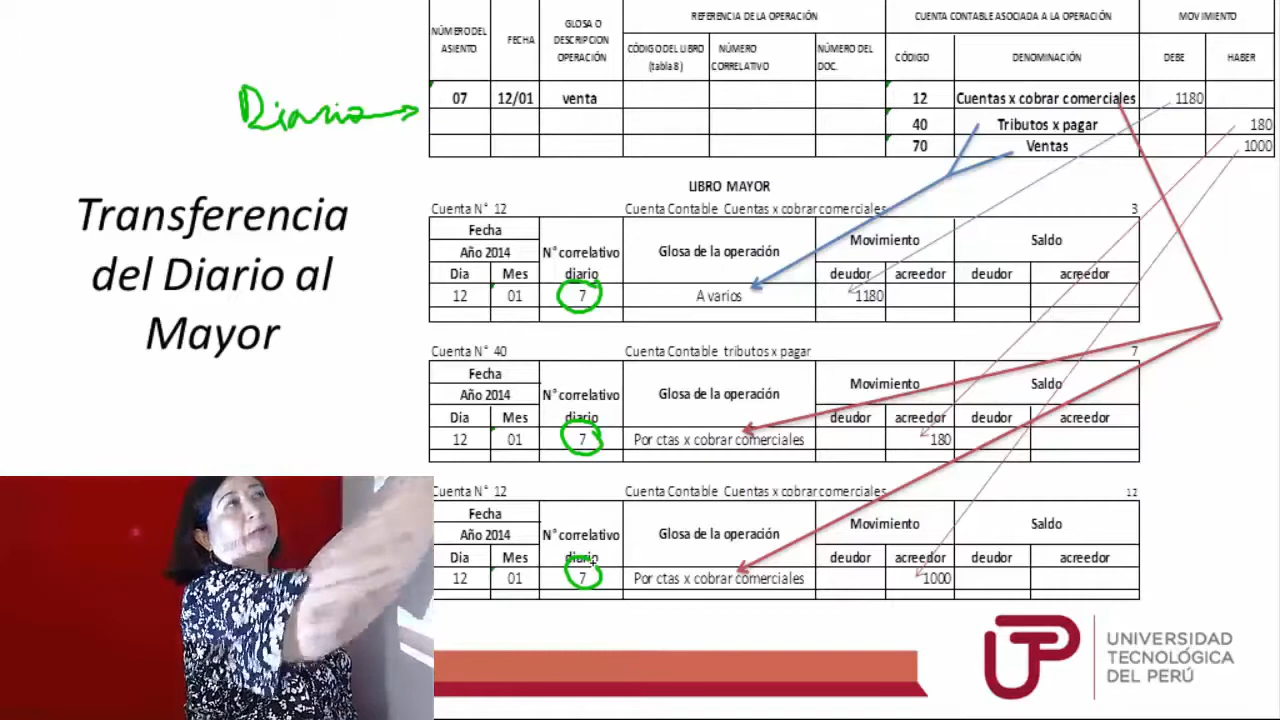 REFERENCIA DE LA OPERACIÓN CUENTA CONTABLE ASOCIADA A LA OPERACIÓN MOVIMIENTO
NÚMERO DEL ASIENTO FECHA GLOSA O DESCRIPCION OPERACIÓN CÓDIGO DEL LIBRO (tabla 8) NÚMERO CORRELATIVO NÚMERO DEL DOC. CÓDIGO DENOMINACIÓN DEBE HABER
Diario
07 12/01 venta 12 Cuentas x cobrar comerciales 1180
40 Tributos x pagar 180
70 Ventas 1000
Transferencia
del Diario al
Mayor
LIBRO MAYOR
Cuenta N° 12 Cuenta Contable Cuentas x cobrar comerciales 3
Fecha
Año 2014 N° correlativo diario Glosa de la operación Movimiento Saldo
Dia Mes deudor acreedor deudor acreedor
12 01 7 A varios 1180
Cuenta N° 40 Cuenta Contable tributos x pagar 7
Fecha
Año 2014 N° correlativo diario Glosa de la operación Movimiento Saldo
Dia Mes deudor acreedor deudor acreedor
12 01 7 Por ctas x cobrar comerciales 180
Cuenta N° 12 Cuenta Contable Cuentas x cobrar comerciales 12
Fecha
Año 2014 N° correlativo diario Glosa de la operación Movimiento Saldo
Dia Mes deudor acreedor deudor acreedor
12 01 7 Por ctas x cobrar comerciales 1000
UTP
UNIVERSIDAD
TECNOLÓGICA
DEL PERÚ